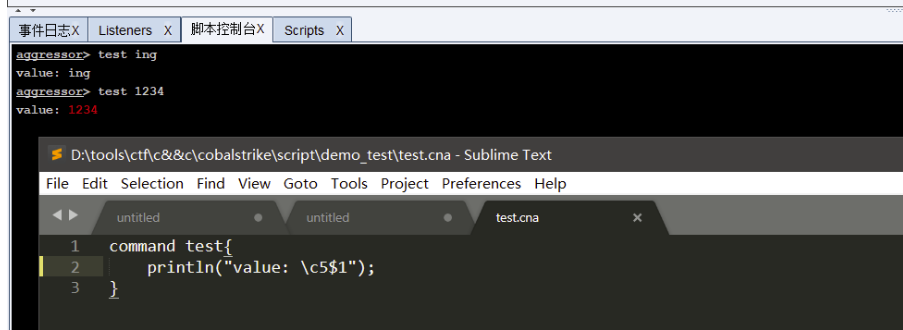 事件日志X Listeners X 脚本控制台X Scripts X
aggressor> test ing
value: ing
aggressor> test 1234
value: 1234
D:\tools\ctf\c&&c\cobalstrike\script\demo_test\test.cna - Sublime Text
File Edit Selection Find View Goto Tools Project Preferences Help
untitled untitled test.cna ×
1 command test{
2 println("value: \c5$1");
3 }